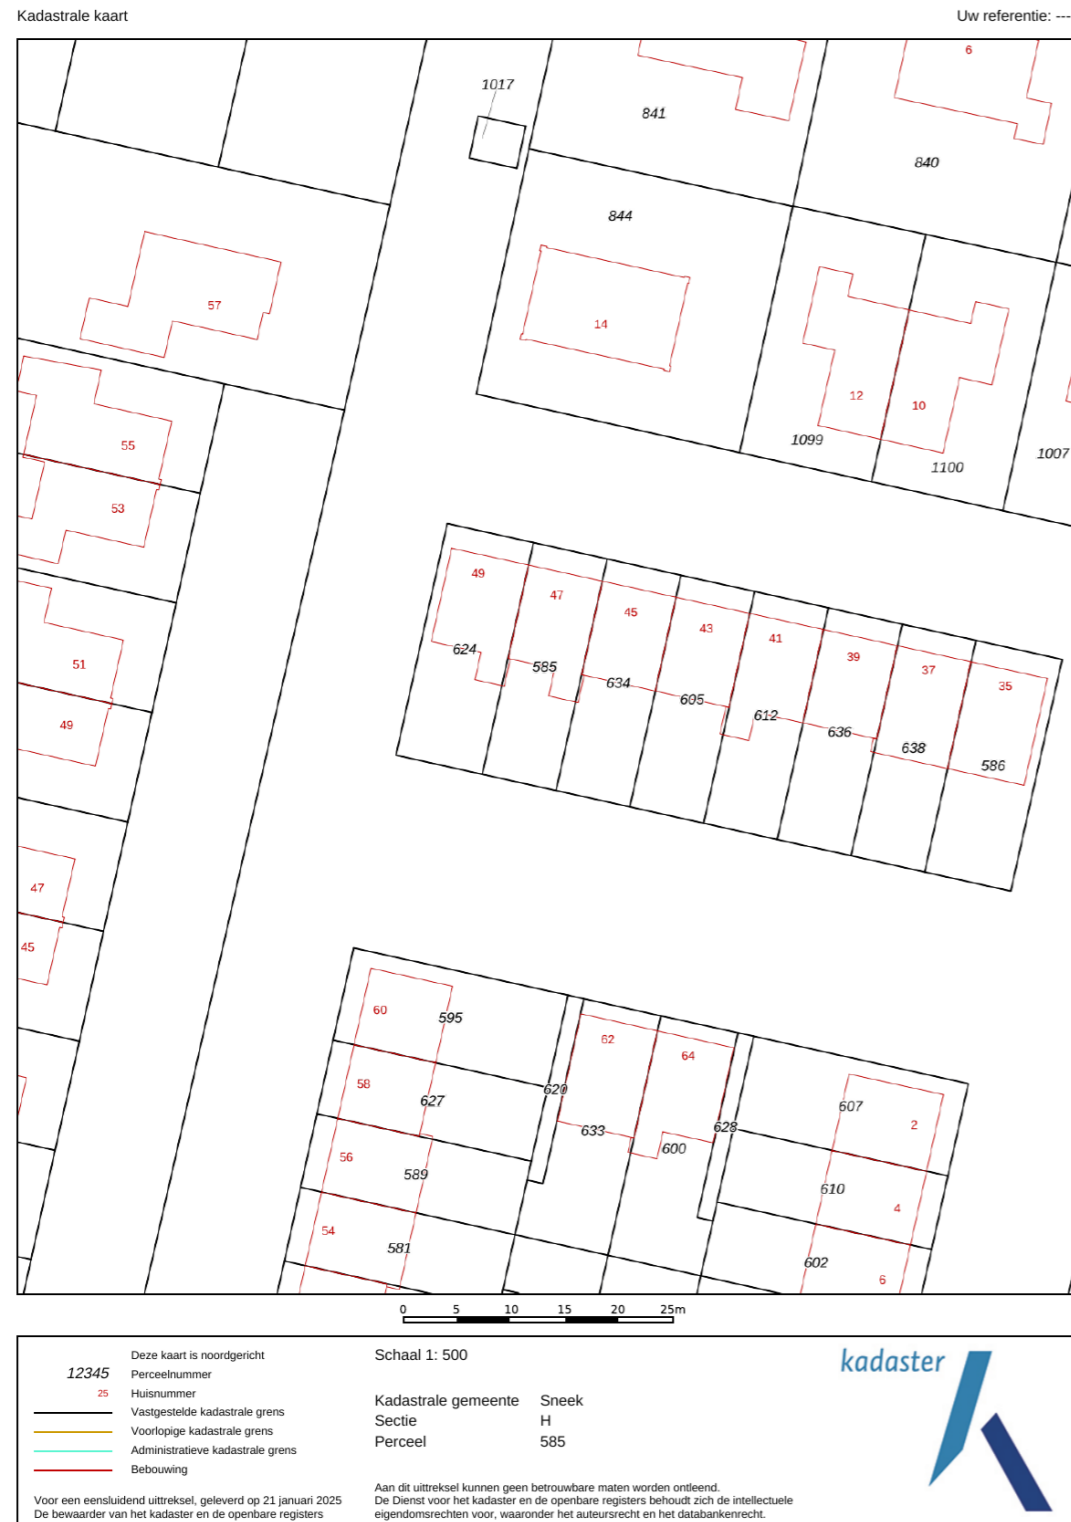 Kadastrale kaart
Uw referentie: ---
6
1017
841
840
844
57
14
12
10
55
1099
1100
1007
53
49
47
45
43
41
39
37
35
51
624
585
634
605
612
636
638
586
49
47
45
60
595
62
64
58
627
620
633
628
600
607
2
56
589
610
4
54
581
602
6
0 5 10 15 20 25m
Deze kaart is noordgericht
12345 Perceelnummer
25 Huisnummer
Vastgestelde kadastrale grens
Voorlopige kadastrale grens
Administratieve kadastrale grens
Bebouwing
Voor een eensluidend uittreksel, geleverd op 21 januari 2025
De bewaarder van het kadaster en de openbare registers
Schaal 1: 500
Kadastrale gemeente Sneek
Sectie H
Perceel 585
Aan dit uittreksel kunnen geen betrouwbare maten worden ontleend.
De Dienst voor het kadaster en de openbare registers behoudt zich de intellectuele
eigendomsrechten voor, waaronder het auteursrecht en het databankenrecht.
kadaster